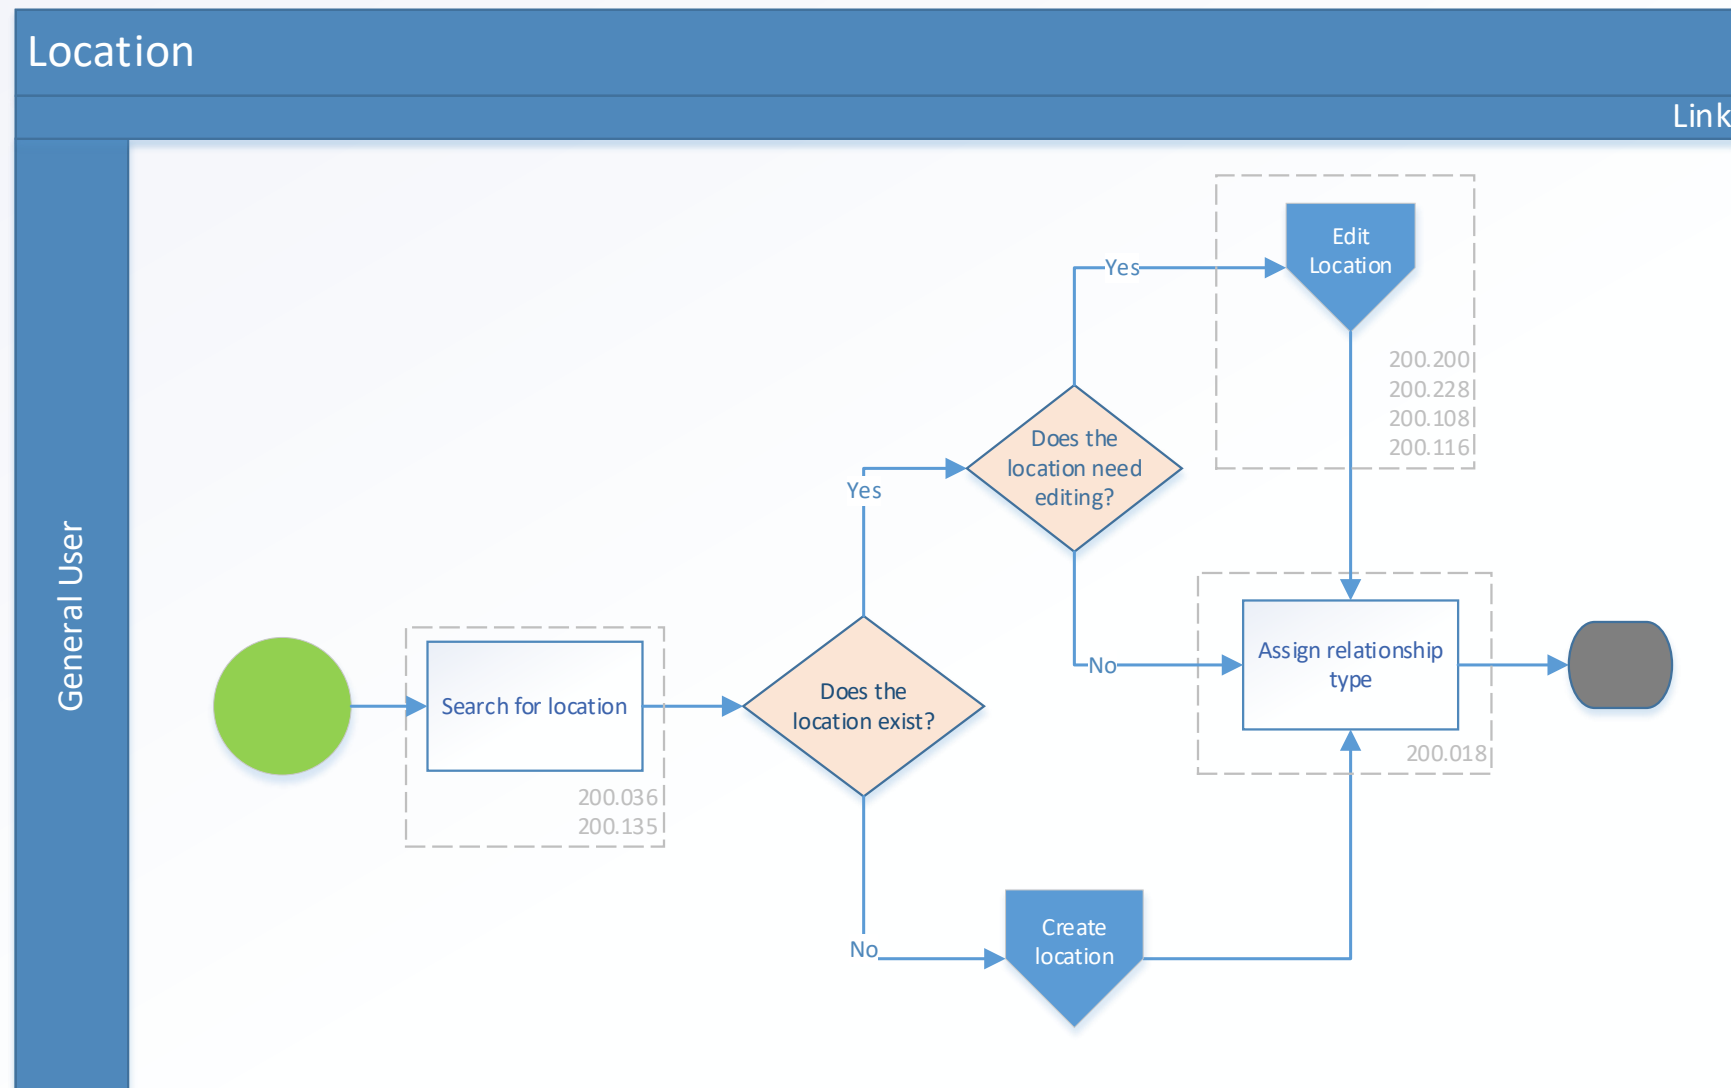 Location
Link
General User
Search for location
200.036
200.135
Does the
location exist?
Yes
No
Does the
location need
editing?
Yes
No
Edit
Location
200.200
200.228
200.108
200.116
Create
location
Assign relationship
type
200.018